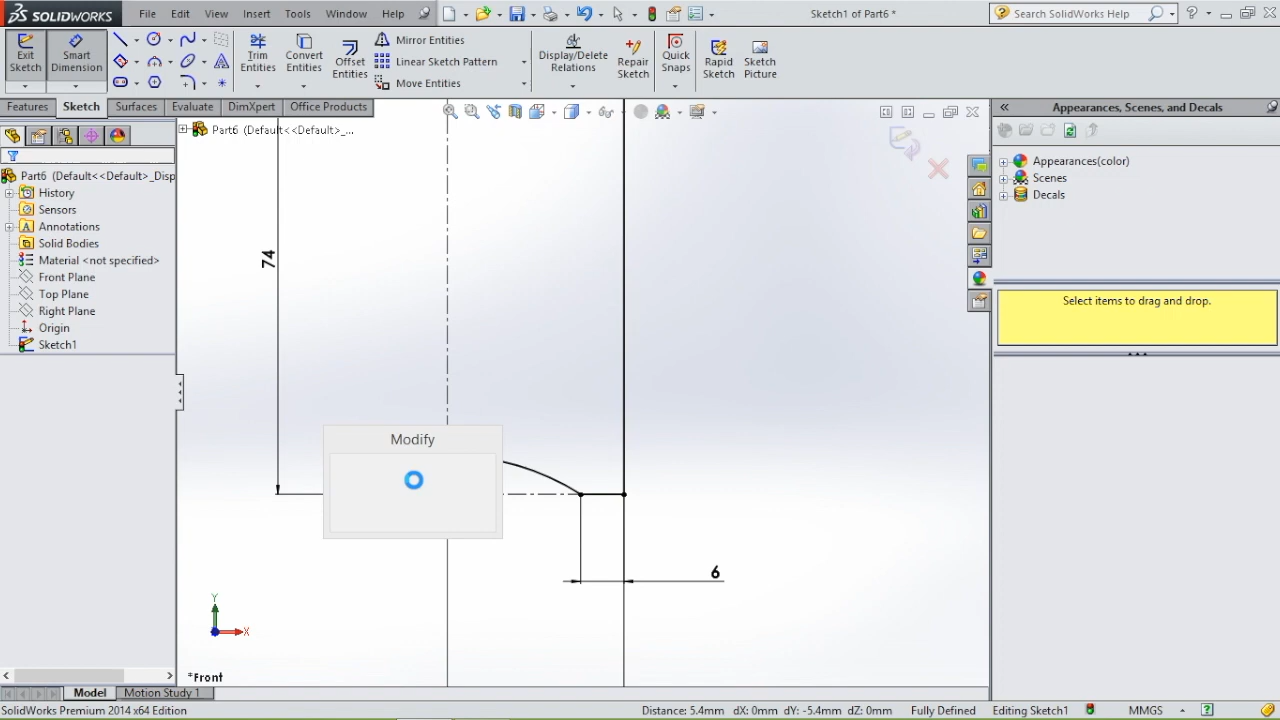 SOLIDWORKS File Edit View Insert Tools Window Help Sketch1 of Part6 * Search SolidWorks Help
Exit Sketch Smart Dimension Trim Entities Convert Entities Offset Entities Mirror Entities Linear Sketch Pattern Move Entities Display/Delete Relations Repair Sketch Quick Snaps Rapid Sketch Sketch Picture
Features Sketch Surfaces Evaluate DimXpert Office Products
Appearances, Scenes, and Decals
Part6 (Default<<Default>_...
Appearances(color)
Scenes
Decals
Part6 (Default<<Default>_Disp
History
Sensors
Annotations
Solid Bodies
Material <not specified>
Front Plane
Top Plane
Right Plane
Origin
Sketch1
74
Select items to drag and drop.
Modify
6
Y
X
*Front
Model Motion Study 1
SolidWorks Premium 2014 x64 Edition Distance: 5.4mm dX: 0mm dY: -5.4mm dZ: 0mm Fully Defined Editing Sketch1 MMGS